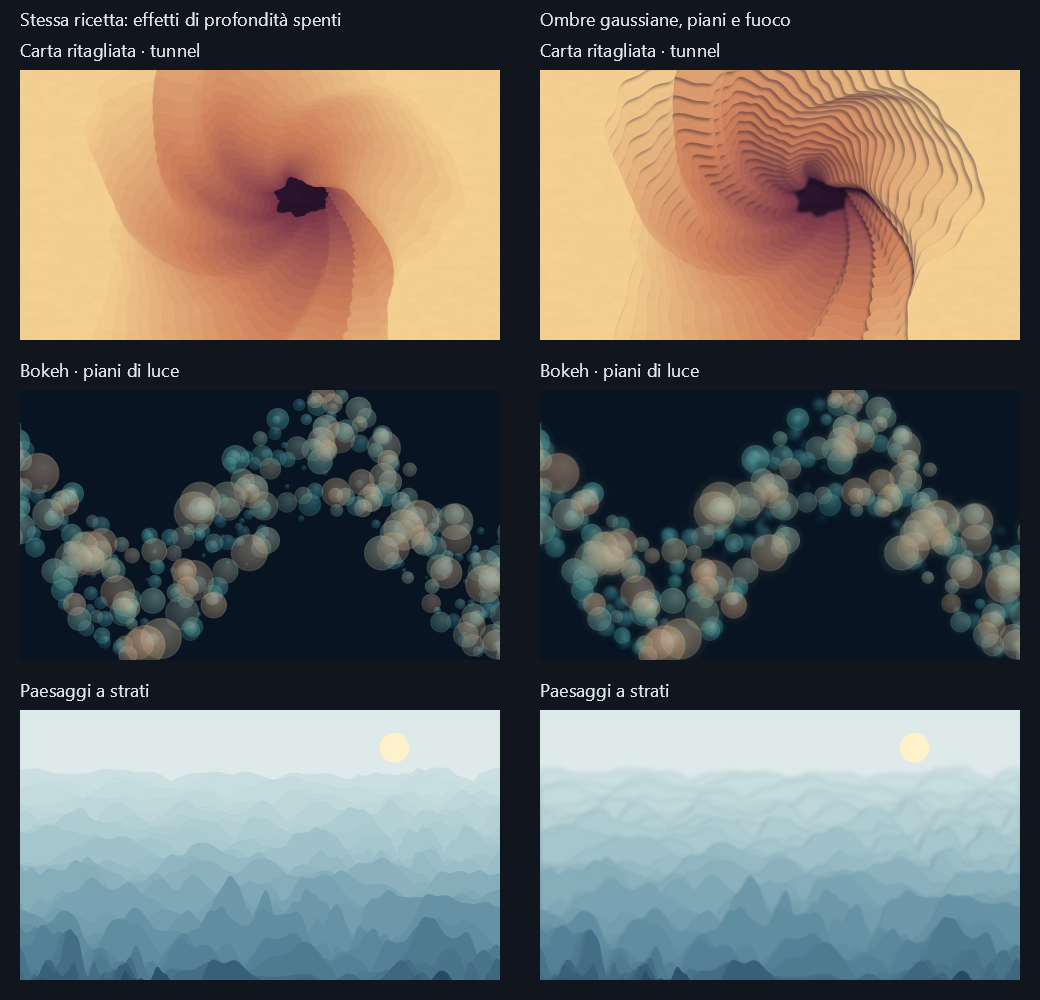 Stessa ricetta: effetti di profondità spenti
Ombre gaussiane, piani e fuoco
Carta ritagliata · tunnel
Carta ritagliata · tunnel
Bokeh · piani di luce
Bokeh · piani di luce
Paesaggi a strati
Paesaggi a strati